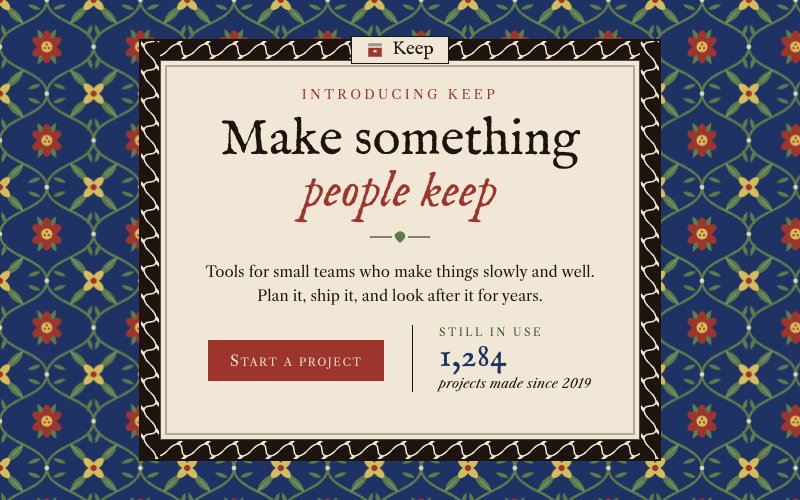 Keep
INTRODUCING KEEP
Make something
people keep
Tools for small teams who make things slowly and well.
Plan it, ship it, and look after it for years.
START A PROJECT
STILL IN USE
1,284
projects made since 2019